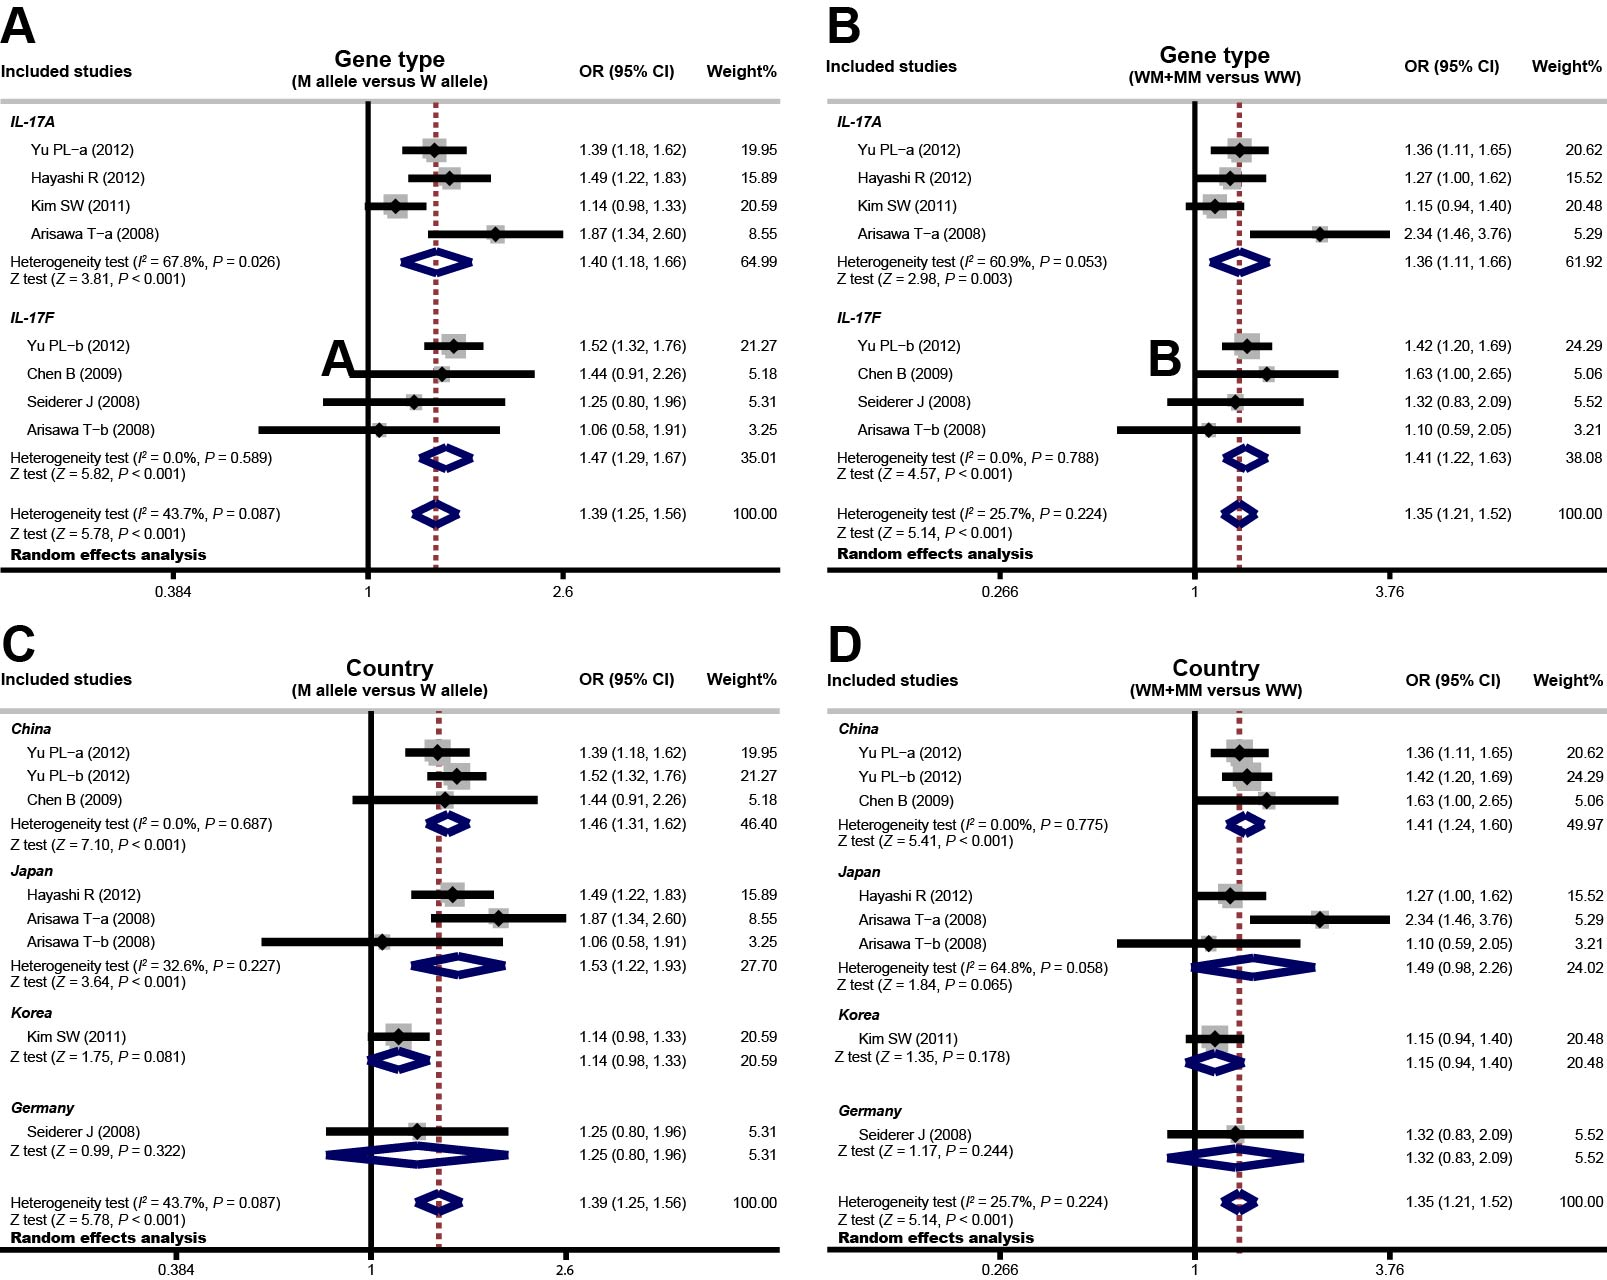 A
Included studies
Gene type
(M allele versus W allele)
OR (95% CI)
Weight%
IL-17A
Yu PL−a (2012) 1.39 (1.18, 1.62) 19.95
Hayashi R (2012) 1.49 (1.22, 1.83) 15.89
Kim SW (2011) 1.14 (0.98, 1.33) 20.59
Arisawa T−a (2008) 1.87 (1.34, 2.60) 8.55
Heterogeneity test (I² = 67.8%, P = 0.026) 1.40 (1.18, 1.66) 64.99
Z test (Z = 3.81, P < 0.001)
IL-17F
Yu PL−b (2012) 1.52 (1.32, 1.76) 21.27
A
Chen B (2009) 1.44 (0.91, 2.26) 5.18
Seiderer J (2008) 1.25 (0.80, 1.96) 5.31
Arisawa T−b (2008) 1.06 (0.58, 1.91) 3.25
Heterogeneity test (I² = 0.0%, P = 0.589) 1.47 (1.29, 1.67) 35.01
Z test (Z = 5.82, P < 0.001)
Heterogeneity test (I² = 43.7%, P = 0.087) 1.39 (1.25, 1.56) 100.00
Z test (Z = 5.78, P < 0.001)
Random effects analysis
0.384 1 2.6
B
Included studies
Gene type
(WM+MM versus WW)
OR (95% CI)
Weight%
IL-17A
Yu PL−a (2012) 1.36 (1.11, 1.65) 20.62
Hayashi R (2012) 1.27 (1.00, 1.62) 15.52
Kim SW (2011) 1.15 (0.94, 1.40) 20.48
Arisawa T−a (2008) 2.34 (1.46, 3.76) 5.29
Heterogeneity test (I² = 60.9%, P = 0.053) 1.36 (1.11, 1.66) 61.92
Z test (Z = 2.98, P = 0.003)
IL-17F
Yu PL−b (2012) 1.42 (1.20, 1.69) 24.29
B
Chen B (2009) 1.63 (1.00, 2.65) 5.06
Seiderer J (2008) 1.32 (0.83, 2.09) 5.52
Arisawa T−b (2008) 1.10 (0.59, 2.05) 3.21
Heterogeneity test (I² = 0.0%, P = 0.788) 1.41 (1.22, 1.63) 38.08
Z test (Z = 4.57, P < 0.001)
Heterogeneity test (I² = 25.7%, P = 0.224) 1.35 (1.21, 1.52) 100.00
Z test (Z = 5.14, P < 0.001)
Random effects analysis
0.266 1 3.76
C
Included studies
Country
(M allele versus W allele)
OR (95% CI)
Weight%
China
Yu PL−a (2012) 1.39 (1.18, 1.62) 19.95
Yu PL−b (2012) 1.52 (1.32, 1.76) 21.27
Chen B (2009) 1.44 (0.91, 2.26) 5.18
Heterogeneity test (I² = 0.0%, P = 0.687) 1.46 (1.31, 1.62) 46.40
Z test (Z = 7.10, P < 0.001)
Japan
Hayashi R (2012) 1.49 (1.22, 1.83) 15.89
Arisawa T−a (2008) 1.87 (1.34, 2.60) 8.55
Arisawa T−b (2008) 1.06 (0.58, 1.91) 3.25
Heterogeneity test (I² = 32.6%, P = 0.227) 1.53 (1.22, 1.93) 27.70
Z test (Z = 3.64, P < 0.001)
Korea
Kim SW (2011) 1.14 (0.98, 1.33) 20.59
Z test (Z = 1.75, P = 0.081) 1.14 (0.98, 1.33) 20.59
Germany
Seiderer J (2008) 1.25 (0.80, 1.96) 5.31
Z test (Z = 0.99, P = 0.322) 1.25 (0.80, 1.96) 5.31
Heterogeneity test (I² = 43.7%, P = 0.087) 1.39 (1.25, 1.56) 100.00
Z test (Z = 5.78, P < 0.001)
Random effects analysis
0.384 1 2.6
D
Included studies
Country
(WM+MM versus WW)
OR (95% CI)
Weight%
China
Yu PL−a (2012) 1.36 (1.11, 1.65) 20.62
Yu PL−b (2012) 1.42 (1.20, 1.69) 24.29
Chen B (2009) 1.63 (1.00, 2.65) 5.06
Heterogeneity test (I² = 0.00%, P = 0.775) 1.41 (1.24, 1.60) 49.97
Z test (Z = 5.41, P < 0.001)
Japan
Hayashi R (2012) 1.27 (1.00, 1.62) 15.52
Arisawa T−a (2008) 2.34 (1.46, 3.76) 5.29
Arisawa T−b (2008) 1.10 (0.59, 2.05) 3.21
Heterogeneity test (I² = 64.8%, P = 0.058) 1.49 (0.98, 2.26) 24.02
Z test (Z = 1.84, P = 0.065)
Korea
Kim SW (2011) 1.15 (0.94, 1.40) 20.48
Z test (Z = 1.35, P = 0.178) 1.15 (0.94, 1.40) 20.48
Germany
Seiderer J (2008) 1.32 (0.83, 2.09) 5.52
Z test (Z = 1.17, P = 0.244) 1.32 (0.83, 2.09) 5.52
Heterogeneity test (I² = 25.7%, P = 0.224) 1.35 (1.21, 1.52) 100.00
Z test (Z = 5.14, P < 0.001)
Random effects analysis
0.266 1 3.76